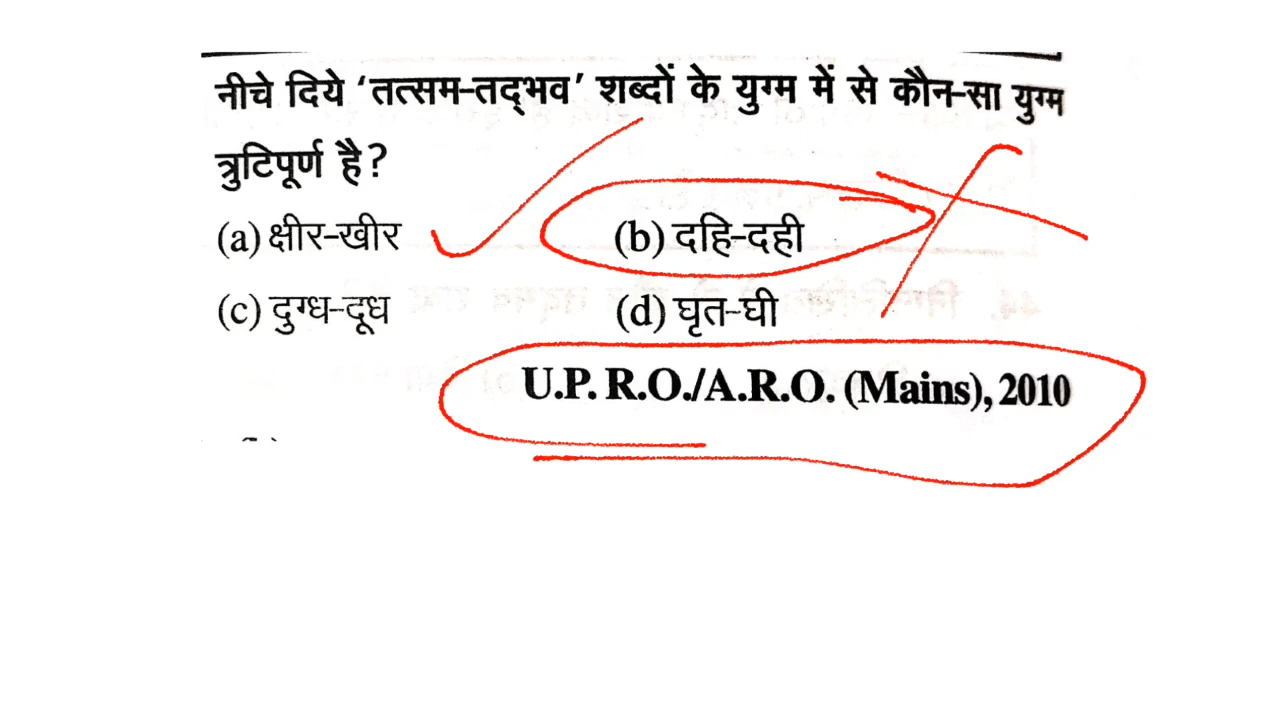 नीचे दिये ‘तत्सम-तद्‌भव’ शब्दों के युग्म में से कौन-सा युग्म
त्रुटिपूर्ण है?
(a) क्षीर-खीर (b) दहि-दही
(c) दुग्ध-दूध (d) घृत-घी
U.P. R.O./A.R.O. (Mains), 2010